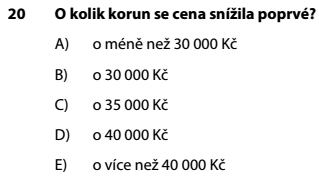 20 O kolik korun se cena snížila poprvé?
A) o méně než 30 000 Kč
B) o 30 000 Kč
C) o 35 000 Kč
D) o 40 000 Kč
E) o více než 40 000 Kč